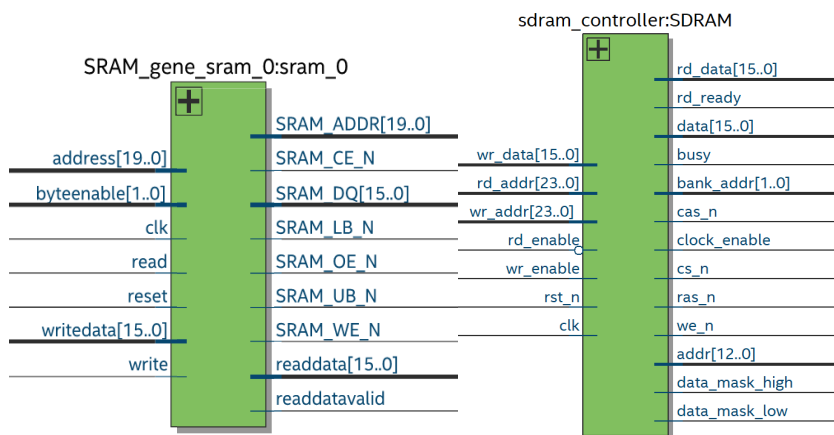 SRAM_gene_sram_0:sram_0
address[19..0]
byteenable[1..0]
clk
read
reset
writedata[15..0]
write
SRAM_ADDR[19..0]
SRAM_CE_N
SRAM_DQ[15..0]
SRAM_LB_N
SRAM_OE_N
SRAM_UB_N
SRAM_WE_N
readdata[15..0]
readdatavalid
sdram_controller:SDRAM
wr_data[15..0]
rd_addr[23..0]
wr_addr[23..0]
rd_enable
wr_enable
rst_n
clk
rd_data[15..0]
rd_ready
data[15..0]
busy
bank_addr[1..0]
cas_n
clock_enable
cs_n
ras_n
we_n
addr[12..0]
data_mask_high
data_mask_low